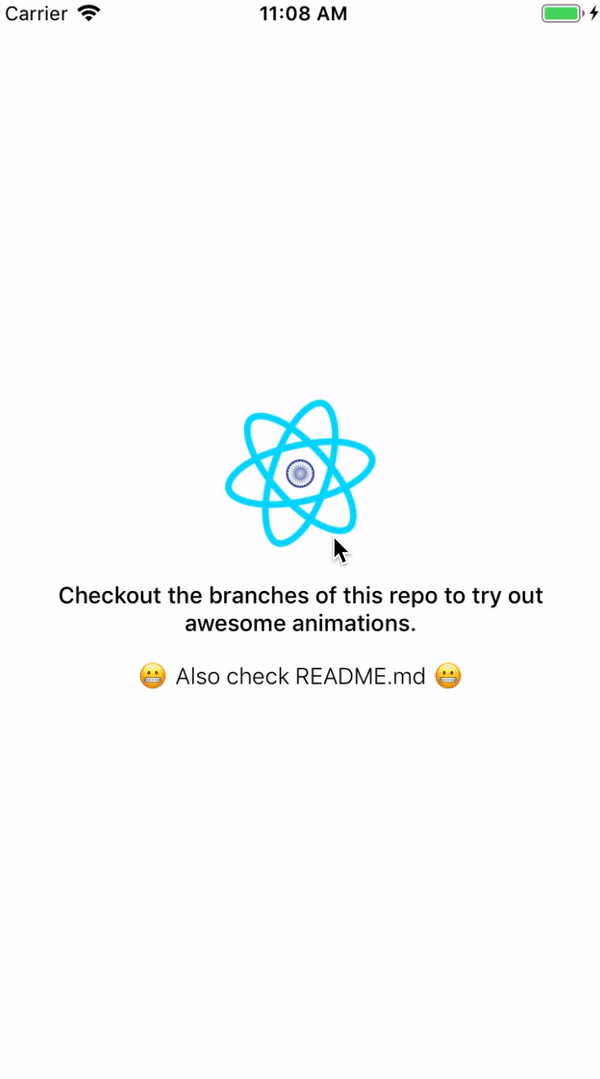 Carrier 11:08 AM
Checkout the branches of this repo to try out
awesome animations.
😬 Also check README.md 😬